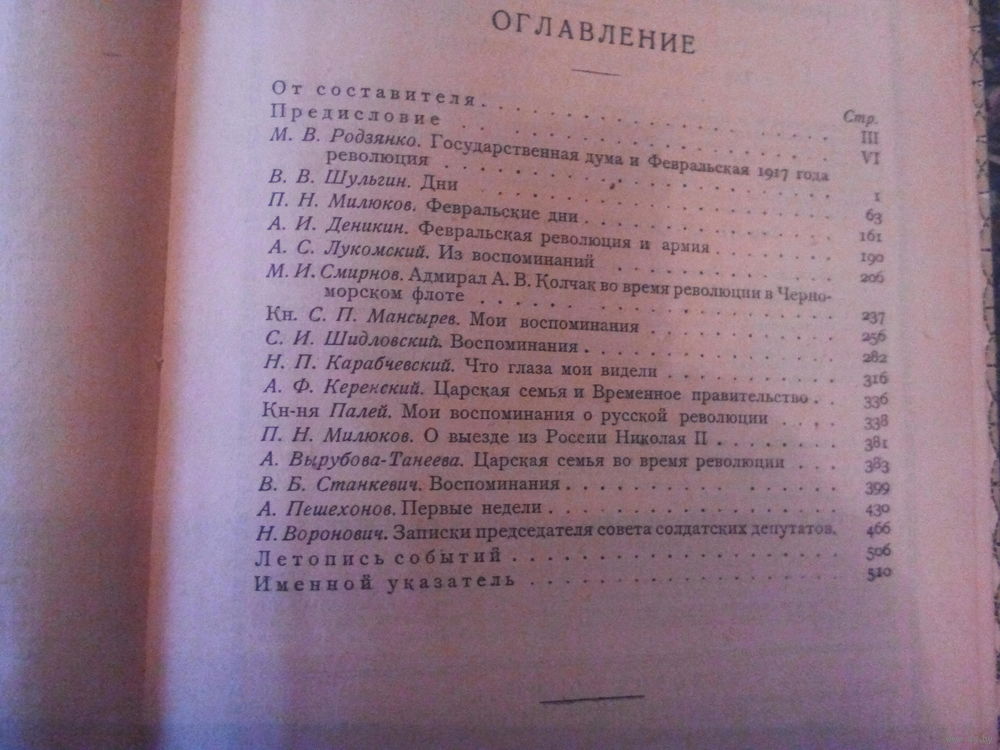 ОГЛАВЛЕНИЕ
Стр.
От составителя . . . III
Предисловие . . . VI
М. В. Родзянко. Государственная дума и Февральская 1917 года
революция . . . 1
В. В. Шульгин. Дни . . . 63
П. Н. Милюков. Февральские дни . . . 161
А. И. Деникин. Февральская революция и армия . . . 190
А. С. Лукомский. Из воспоминаний . . . 206
М. И. Смирнов. Адмирал А. В. Колчак во время революции в Черно-
морском флоте . . . 237
Кн. С. П. Мансырев. Мои воспоминания . . . 256
С. И. Шидловский. Воспоминания . . . 282
Н. П. Карабчевский. Что глаза мои видели . . . 316
А. Ф. Керенский. Царская семья и Временное правительство . . 336
Кн-ня Палей. Мои воспоминания о русской революции . . . 338
П. Н. Милюков. О выезде из России Николая II . . . 381
А. Вырубова-Танеева. Царская семья во время революции . . . 383
В. Б. Станкевич. Воспоминания . . . 399
А. Пешехонов. Первые недели . . . 430
Н. Воронович. Записки председателя совета солдатских депутатов. 466
Летопись событий . . . 506
Именной указатель . . . 510